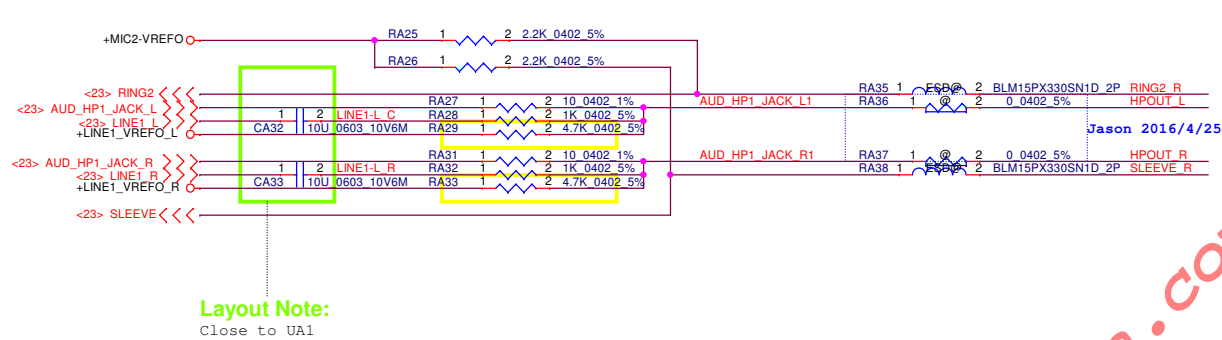 +MIC2-VREFO RA25 1 2 2.2K_0402_5%
RA26 1 2 2.2K_0402_5%
<23> RING2 RA35 1 ESD@ 2 BLM15PX330SN1D_2P RING2_R
<23> AUD_HP1_JACK_L RA27 1 2 10_0402_1% AUD_HP1_JACK_L1 RA36 1 @ 2 0_0402_5% HPOUT_L
<23> LINE1_L 1 2 LINE1-L_C RA28 1 2 1K_0402_5%
+LINE1_VREFO_L CA32 10U_0603_10V6M RA29 1 2 4.7K_0402_5%
Jason 2016/4/25
<23> AUD_HP1_JACK_R RA31 1 2 10_0402_1% AUD_HP1_JACK_R1 RA37 1 @ 2 0_0402_5% HPOUT_R
<23> LINE1_R 1 2 LINE1-L_R RA32 1 2 1K_0402_5% RA38 1 ESD@ 2 BLM15PX330SN1D_2P SLEEVE_R
+LINE1_VREFO_R CA33 10U_0603_10V6M RA33 1 2 4.7K_0402_5%
<23> SLEEVE
Layout Note:
Close to UA1